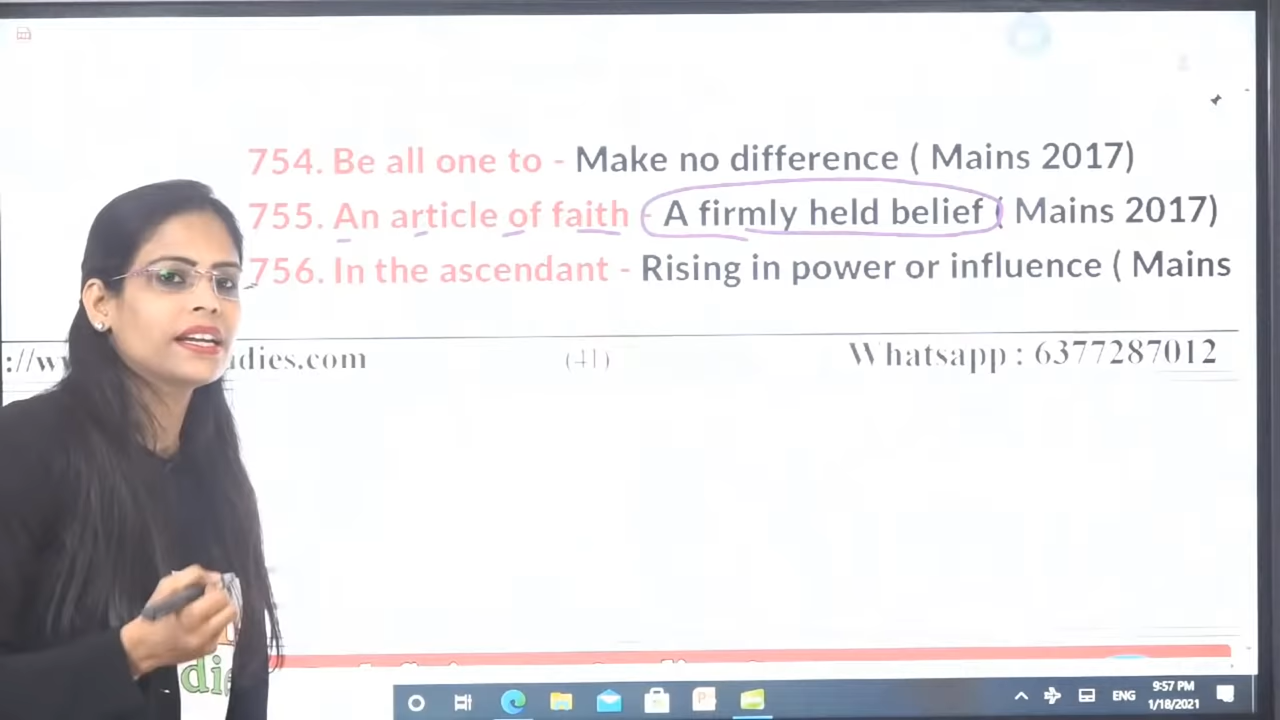 754. Be all one to - Make no difference ( Mains 2017)
755. An article of faith - A firmly held belief ( Mains 2017)
756. In the ascendant - Rising in power or influence ( Mains
://w dies.com (41) Whatsapp : 6377287012
die
ENG
9:57 PM
1/18/2021